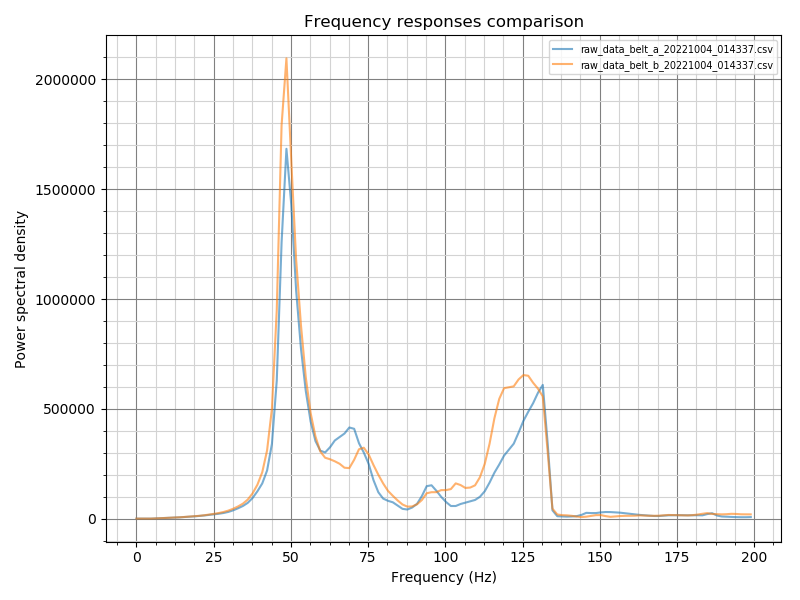 Frequency responses comparison
raw_data_belt_a_20221004_014337.csv
raw_data_belt_b_20221004_014337.csv
2000000
1500000
1000000
500000
0
Power spectral density
0 25 50 75 100 125 150 175 200
Frequency (Hz)